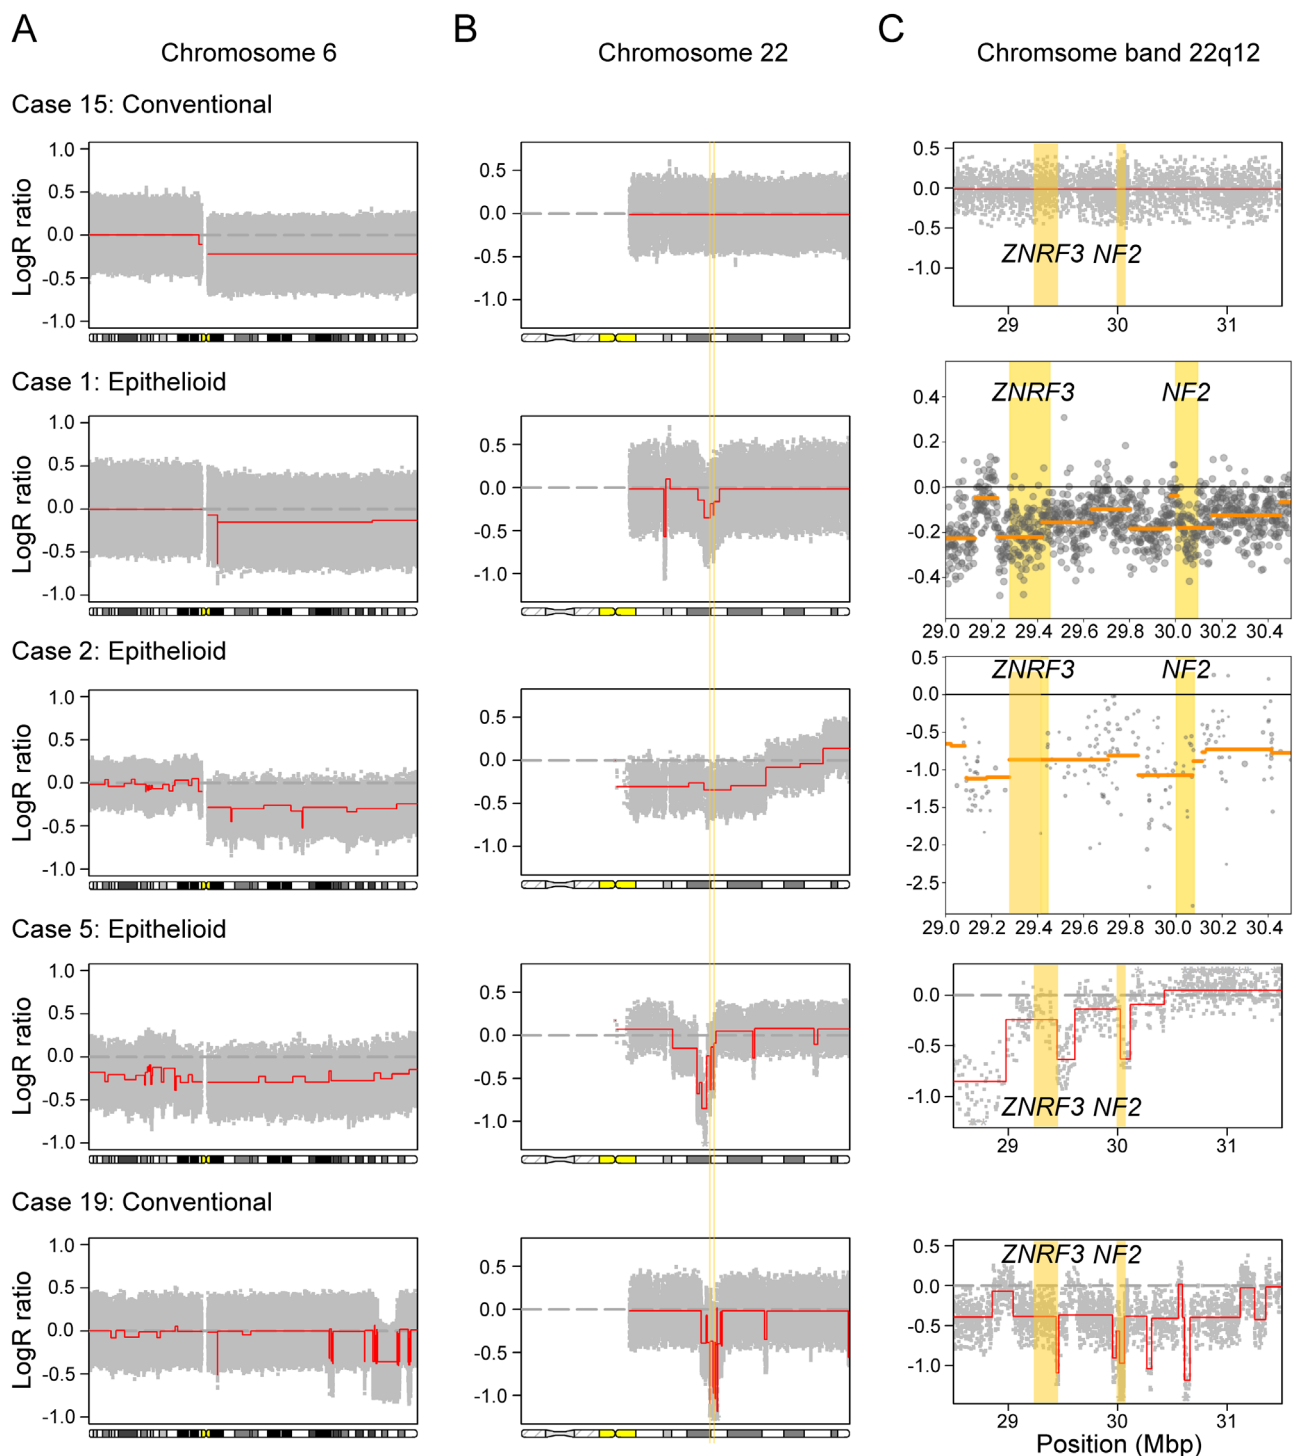 A
B
C
Chromosome 6
Chromosome 22
Chromsome band 22q12
Case 15: Conventional
LogR ratio
1.0
0.5
0.0
-0.5
-1.0
0.5
0.0
-0.5
-1.0
0.5
0.0
-0.5
-1.0
ZNRF3 NF2
29 30 31
Case 1: Epithelioid
LogR ratio
1.0
0.5
0.0
-0.5
-1.0
0.5
0.0
-0.5
-1.0
0.4
0.2
0.0
-0.2
-0.4
ZNRF3 NF2
29.0 29.2 29.4 29.6 29.8 30.0 30.2 30.4
Case 2: Epithelioid
LogR ratio
1.0
0.5
0.0
-0.5
-1.0
0.5
0.0
-0.5
-1.0
0.5
0.0
-0.5
-1.0
-1.5
-2.0
-2.5
ZNRF3 NF2
29.0 29.2 29.4 29.6 29.8 30.0 30.2 30.4
Case 5: Epithelioid
LogR ratio
1.0
0.5
0.0
-0.5
-1.0
0.5
0.0
-0.5
-1.0
0.0
-0.5
-1.0
ZNRF3 NF2
29 30 31
Case 19: Conventional
LogR ratio
1.0
0.5
0.0
-0.5
-1.0
0.5
0.0
-0.5
-1.0
0.5
0.0
-0.5
-1.0
ZNRF3 NF2
29 30 31
Position (Mbp)